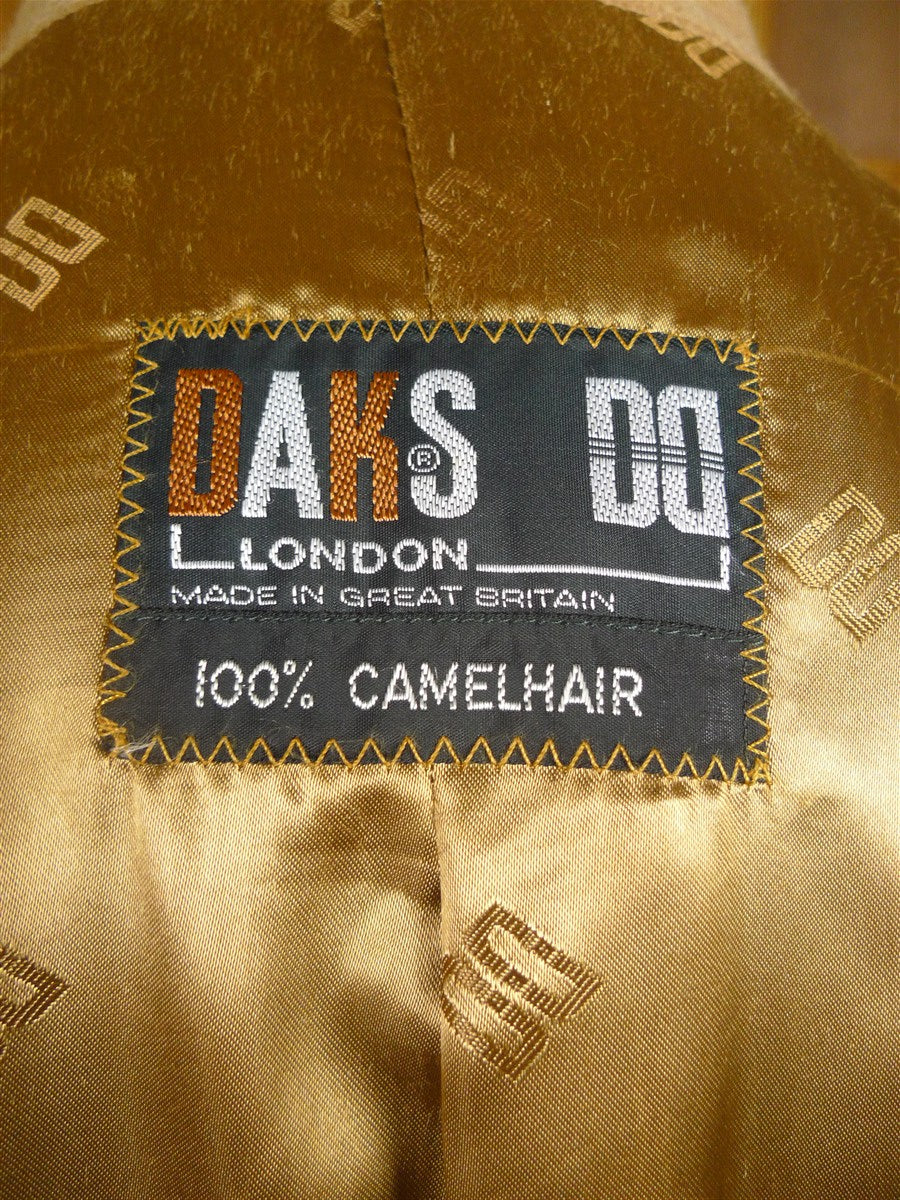 DAKS® DD
LONDON
MADE IN GREAT BRITAIN
100% CAMELHAIR